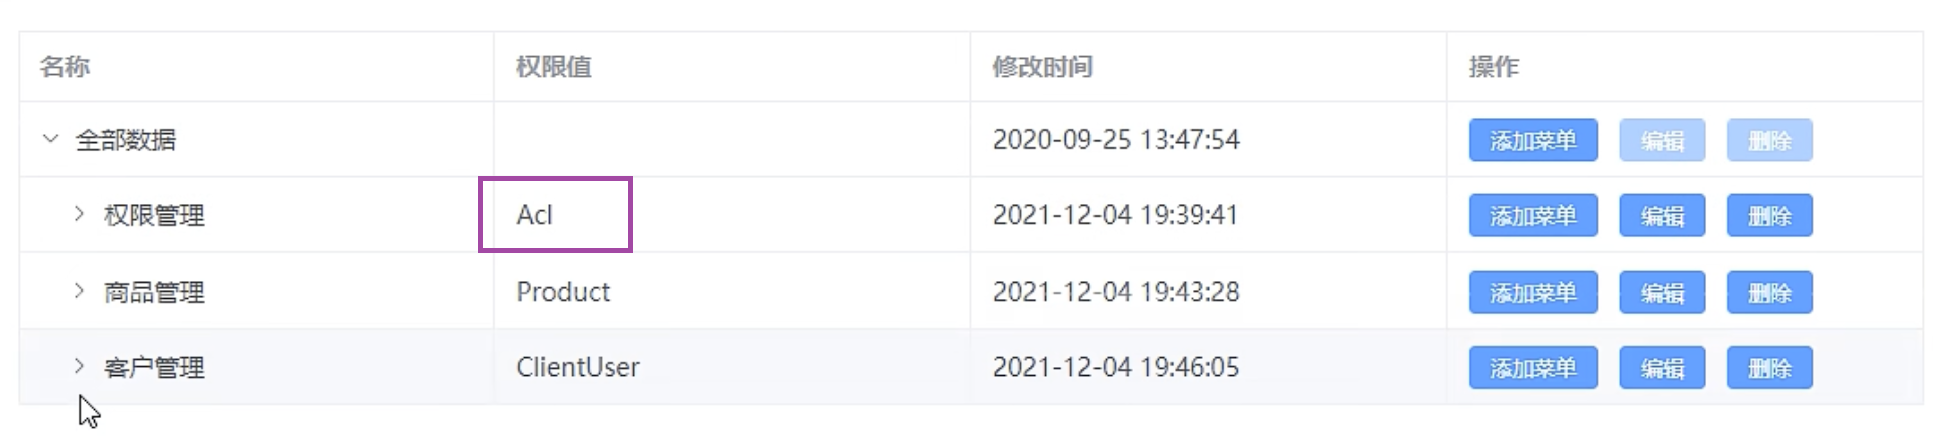 名称 权限值 修改时间 操作
全部数据 2020-09-25 13:47:54 添加菜单 编辑 删除
权限管理 Acl 2021-12-04 19:39:41 添加菜单 编辑 删除
商品管理 Product 2021-12-04 19:43:28 添加菜单 编辑 删除
客户管理 ClientUser 2021-12-04 19:46:05 添加菜单 编辑 删除